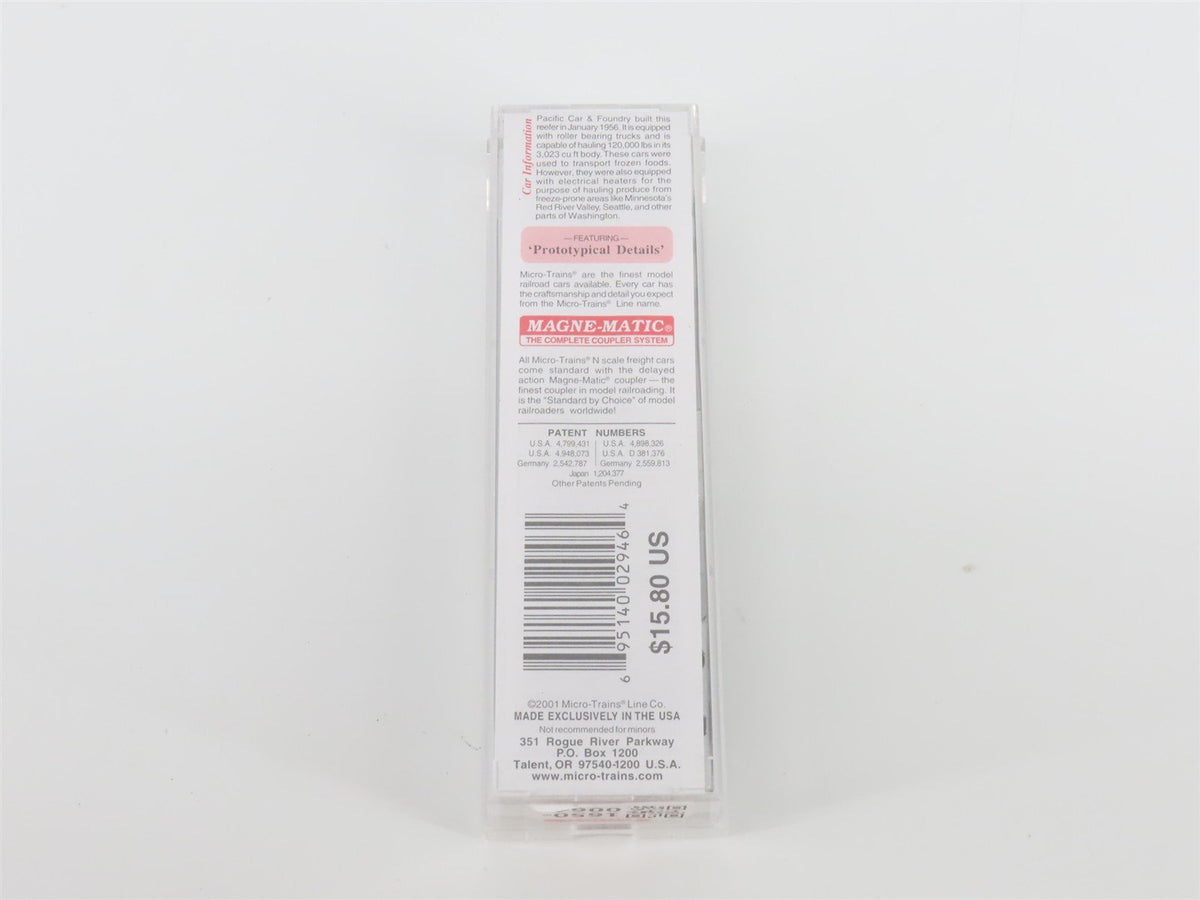 Car Information
Pacific Car & Foundry built this
reefer in January 1956. It is equipped
with roller bearing trucks and is
capable of hauling 120,000 lbs in its
3,023 cu ft body. These cars were
used to transport frozen foods.
However, they were also equipped
with electrical heaters for the
purpose of hauling produce from
freeze-prone areas like Minnesota's
Red River Valley, Seattle, and other
parts of Washington.
— FEATURING —
'Prototypical Details'
Micro-Trains® are the finest model
railroad cars available. Every car has
the craftsmanship and detail you expect
from the Micro-Trains® Line name.
MAGNE-MATIC®
THE COMPLETE COUPLER SYSTEM
All Micro-Trains® N scale freight cars
come standard with the delayed
action Magne-Matic® coupler — the
finest coupler in model railroading. It
is the "Standard by Choice" of model
railroaders worldwide!
PATENT NUMBERS
U.S.A. 4,799,431 U.S.A. 4,898,326
U.S.A. 4,948,073 U.S.A. D 381,376
Germany 2,542,787 Germany 2,559,813
Japan 1,204,377
Other Patents Pending
6 95140 02946 4
$15.80 US
©2001 Micro-Trains® Line Co.
MADE EXCLUSIVELY IN THE USA
Not recommended for minors
351 Rogue River Parkway
P.O. Box 1200
Talent, OR 97540-1200 U.S.A.
www.micro-trains.com